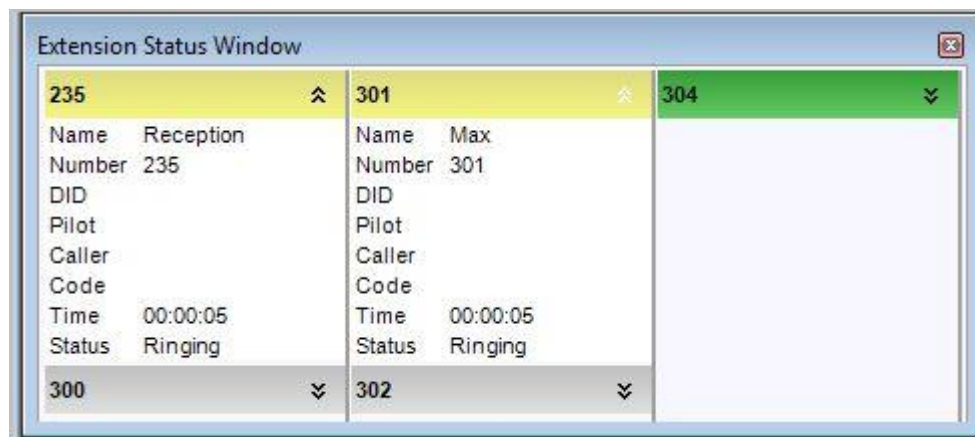 Extension Status Window
235
Name Reception
Number 235
DID
Pilot
Caller
Code
Time 00:00:05
Status Ringing
300
301
Name Max
Number 301
DID
Pilot
Caller
Code
Time 00:00:05
Status Ringing
302
304